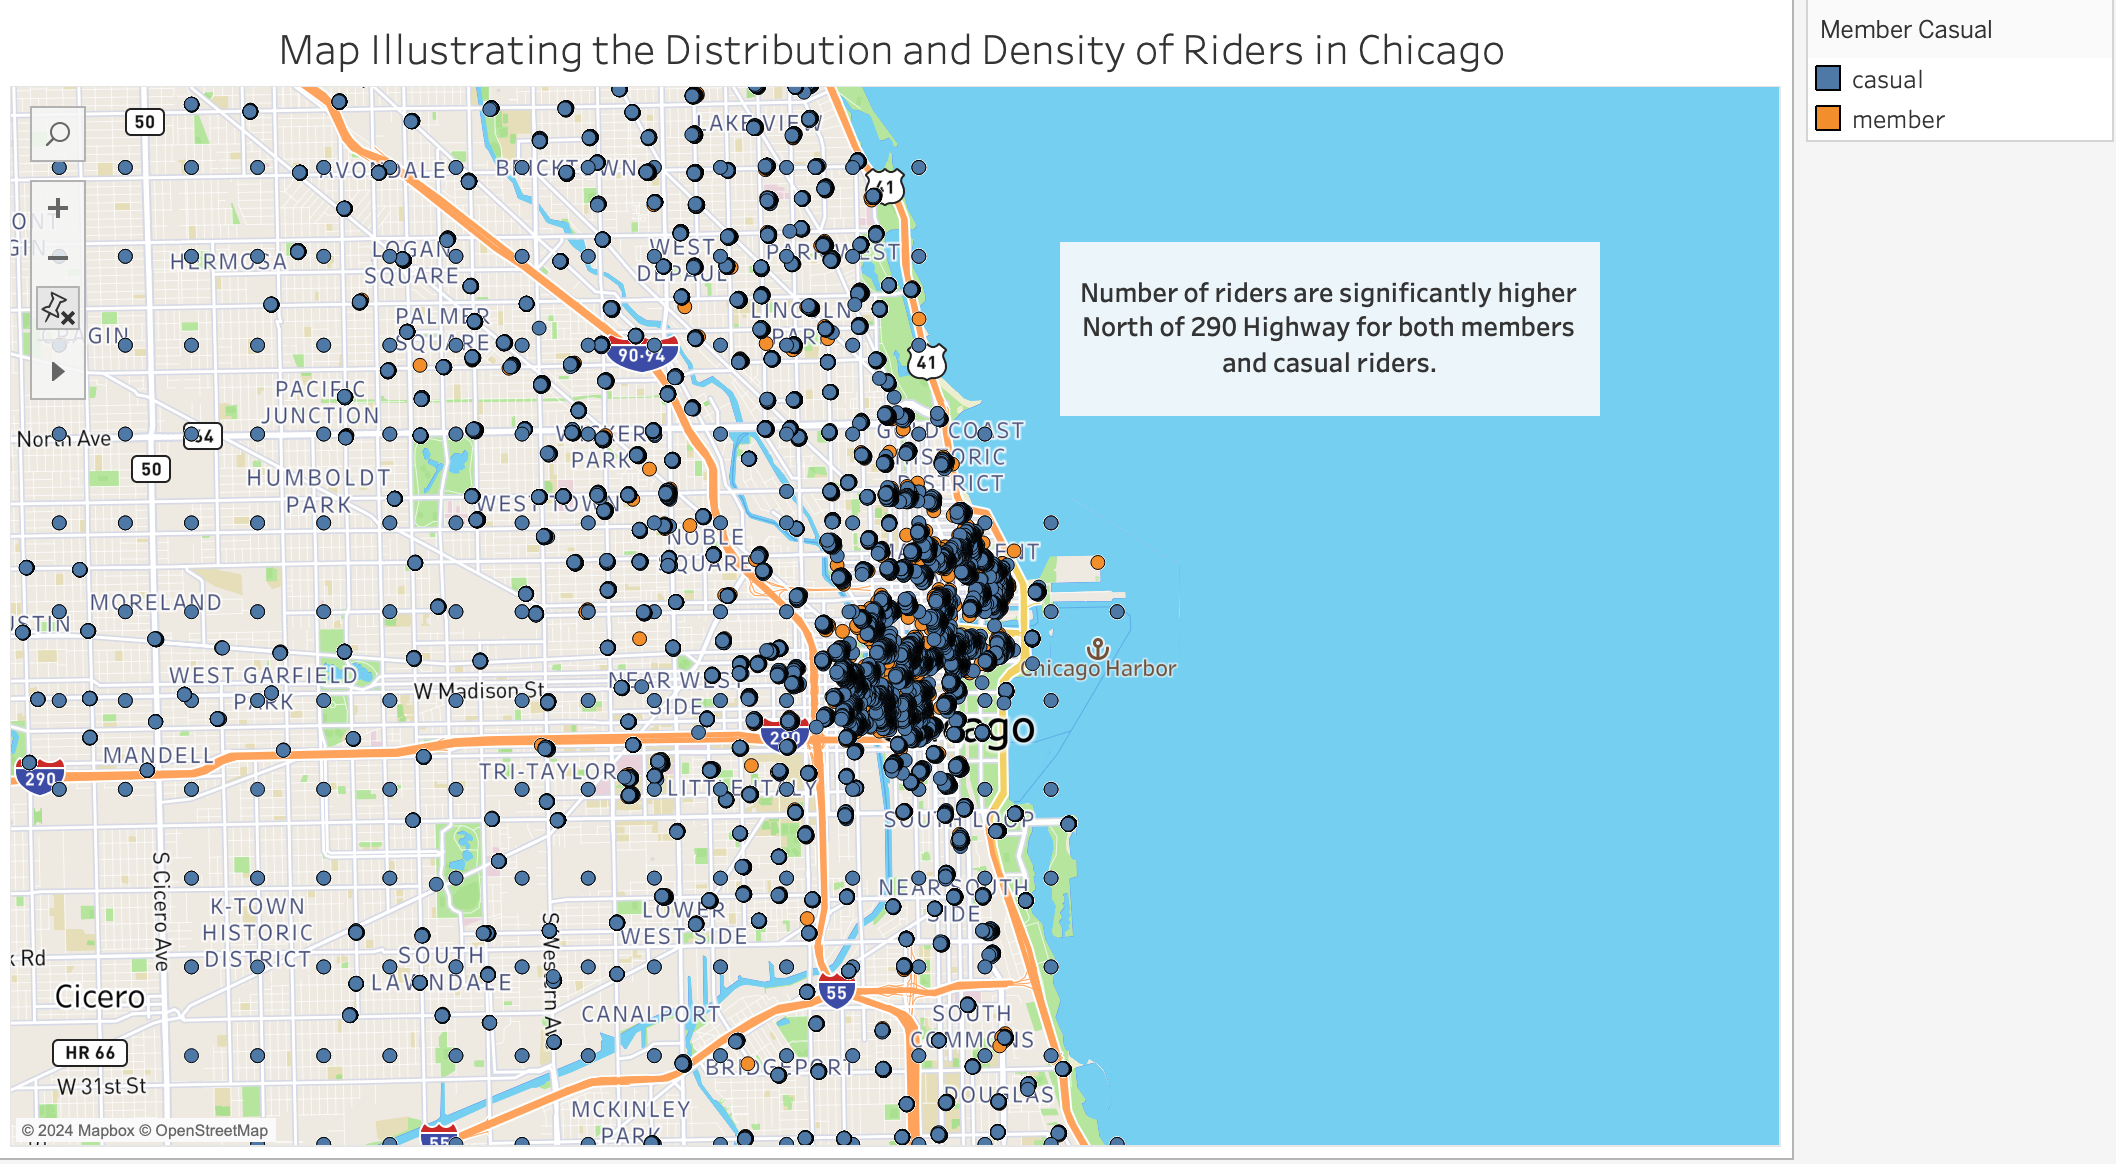 Map Illustrating the Distribution and Density of Riders in Chicago
Member Casual
casual
member
Number of riders are significantly higher
North of 290 Highway for both members
and casual riders.
50
LAKE VIEW
BRICKTOWN
41
HERMOSA
LOGAN
SQUARE
WEST
DEPAUL
PARK WEST
PALMER
SQUARE
LINCOLN
PARK
90-94
41
PACIFIC
JUNCTION
North Ave
50
WICKER
PARK
GOLD COAST
HISTORIC
DISTRICT
HUMBOLDT
PARK
WEST TOWN
NOBLE
SQUARE
MORELAND
WEST GARFIELD
PARK
W Madison St
NEAR WEST
SIDE
Chicago Harbor
290
ago
MANDELL
290
TRI-TAYLOR
LITTLE ITALY
SOUTH LOOP
S Cicero Ave
K-TOWN
HISTORIC
DISTRICT
LOWER
WEST SIDE
NEAR SOUTH
SIDE
S Western Av
Rd
SOUTH
LAWNDALE
Cicero
55
CANALPORT
SOUTH
COMMONS
HR 66
W 31st St
BRIDGEPORT
DOUGLAS
MCKINLEY
PARK
55
© 2024 Mapbox © OpenStreetMap